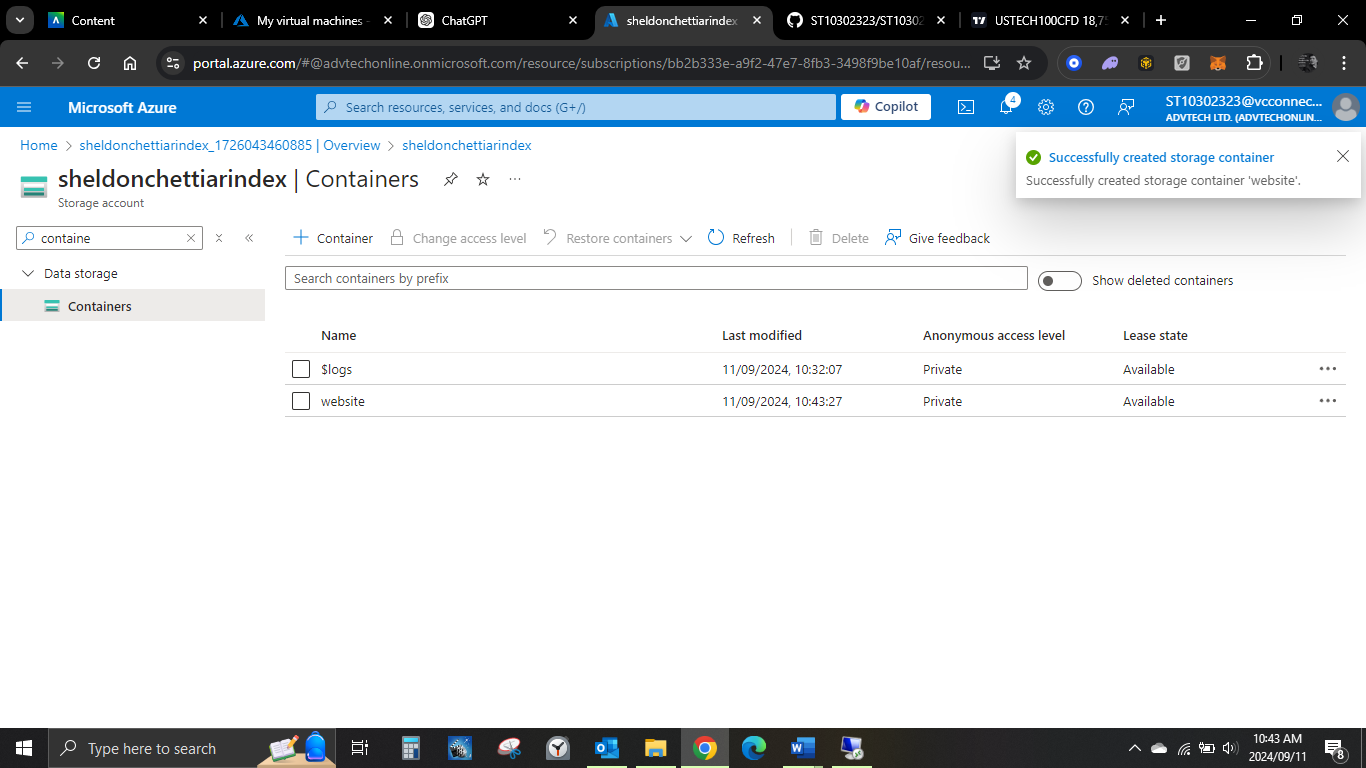 Content
My virtual machines -
ChatGPT
sheldonchettiarindex
ST10302323/ST10302
USTECH100CFD 18,75
portal.azure.com/#@advtechonline.onmicrosoft.com/resource/subscriptions/bb2b333e-a9f2-47e7-8fb3-3498f9be10af/resou...
Microsoft Azure
Search resources, services, and docs (G+/)
Copilot
4
ST10302323@vcconnec...
ADVTECH LTD. (ADVTECHONLIN...
Home > sheldonchettiarindex_1726043460885 | Overview > sheldonchettiarindex
Successfully created storage container
Successfully created storage container 'website'.
sheldonchettiarindex | Containers
Storage account
containe
Container
Change access level
Restore containers
Refresh
Delete
Give feedback
Data storage
Containers
Search containers by prefix
Show deleted containers
Name Last modified Anonymous access level Lease state
$logs 11/09/2024, 10:32:07 Private Available
website 11/09/2024, 10:43:27 Private Available
Type here to search
10:43 AM
2024/09/11
8